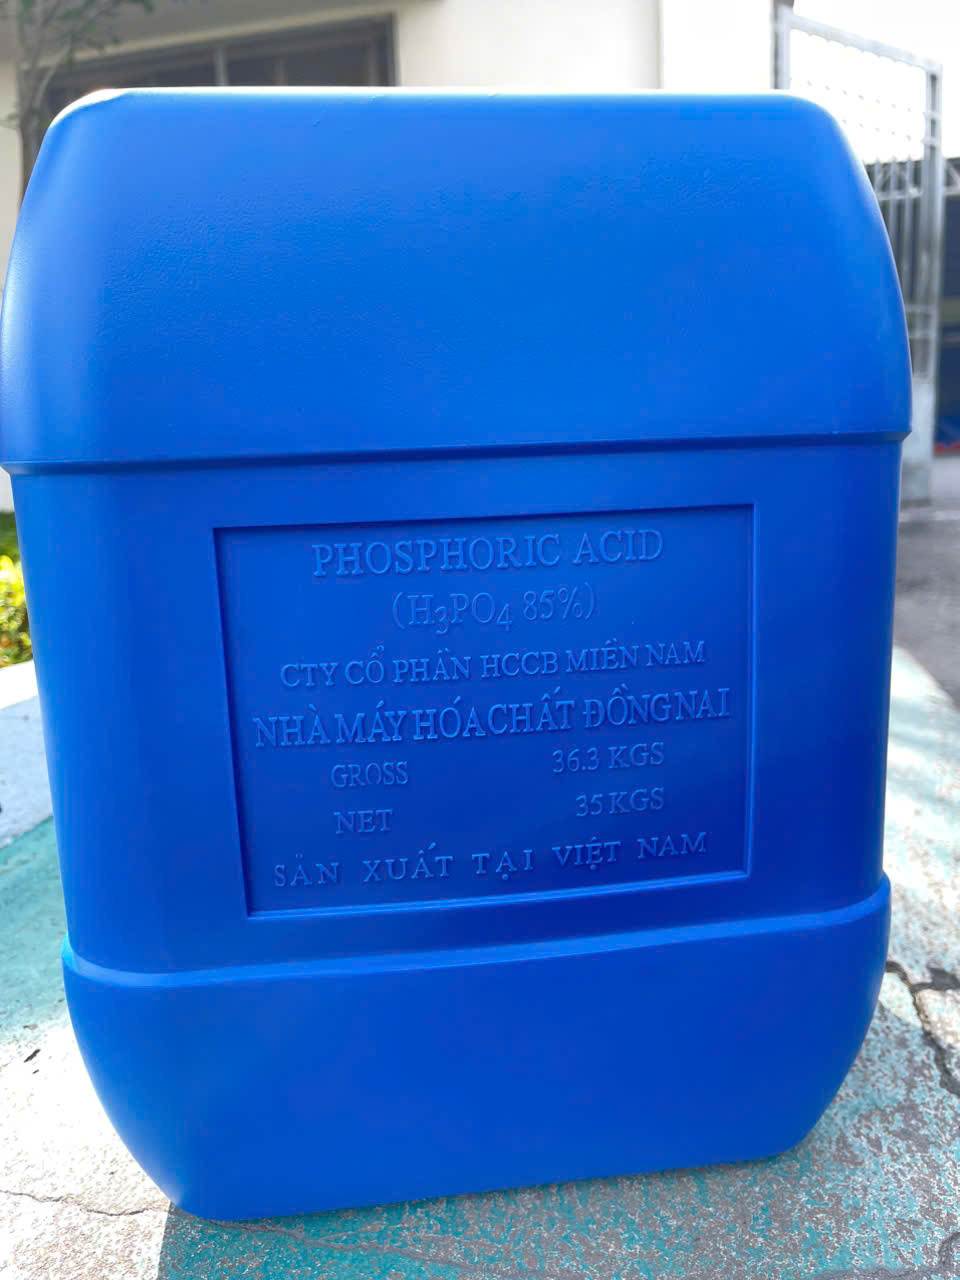 PHOSPHORIC ACID
(H₃PO₄ 85%)
CTY CỔ PHẦN HCCB MIỀN NAM
NHÀ MÁY HÓA CHẤT ĐỒNG NAI
GROSS 36.3 KGS
NET 35 KGS
SẢN XUẤT TẠI VIỆT NAM